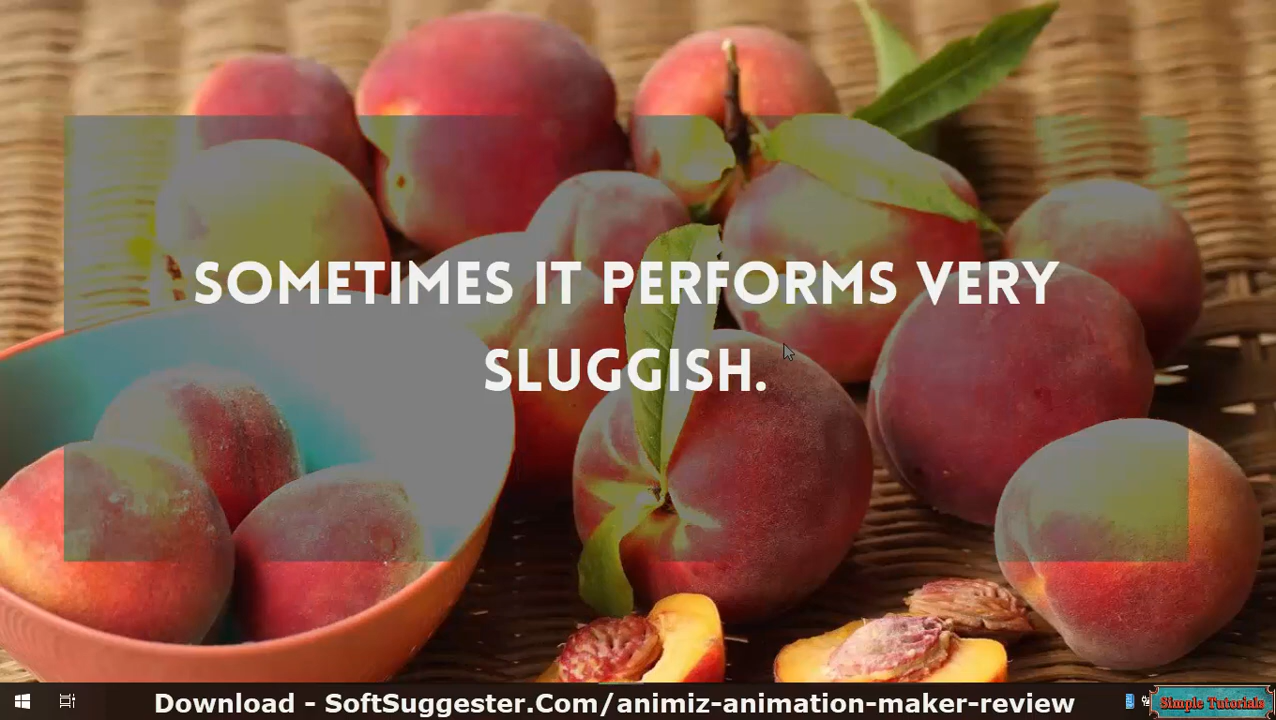 SOMETIMES IT PERFORMS VERY
SLUGGISH.
Download - SoftSuggester.Com/animiz-animation-maker-review
Simple Tutorials